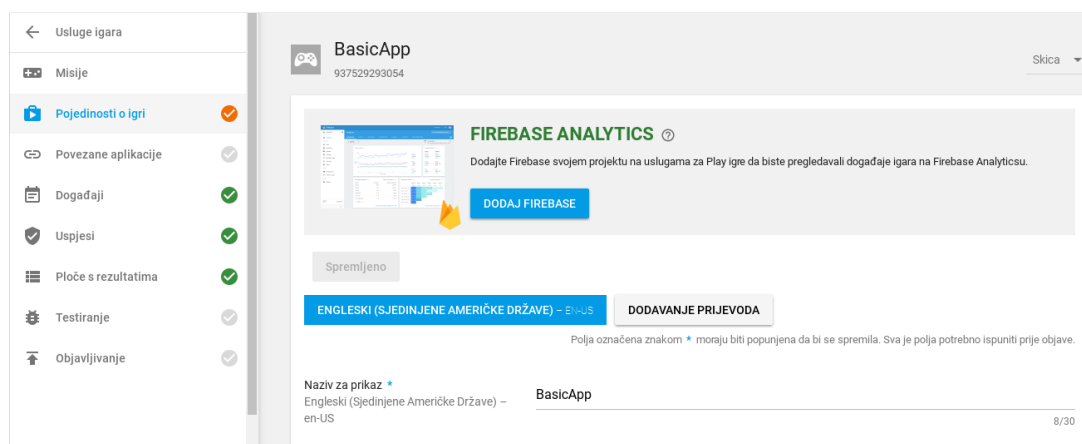 Usluge igara
Misije
Pojedinosti o igri
Povezane aplikacije
Događaji
Uspjesi
Ploče s rezultatima
Testiranje
Objavljivanje
BasicApp
937529293054
Skica
FIREBASE ANALYTICS
Dodajte Firebase svojem projektu na uslugama za Play igre da biste pregledavali događaje igara na Firebase Analyticsu.
DODAJ FIREBASE
Spremljeno
ENGLESKI (SJEDINJENE AMERIČKE DRŽAVE) – EN-US
DODAVANJE PRIJEVODA
Polja označena znakom * moraju biti popunjena da bi se spremila. Sva je polja potrebno ispuniti prije objave.
Naziv za prikaz *
Engleski (Sjedinjene Američke Države) –
en-US
BasicApp
8/30